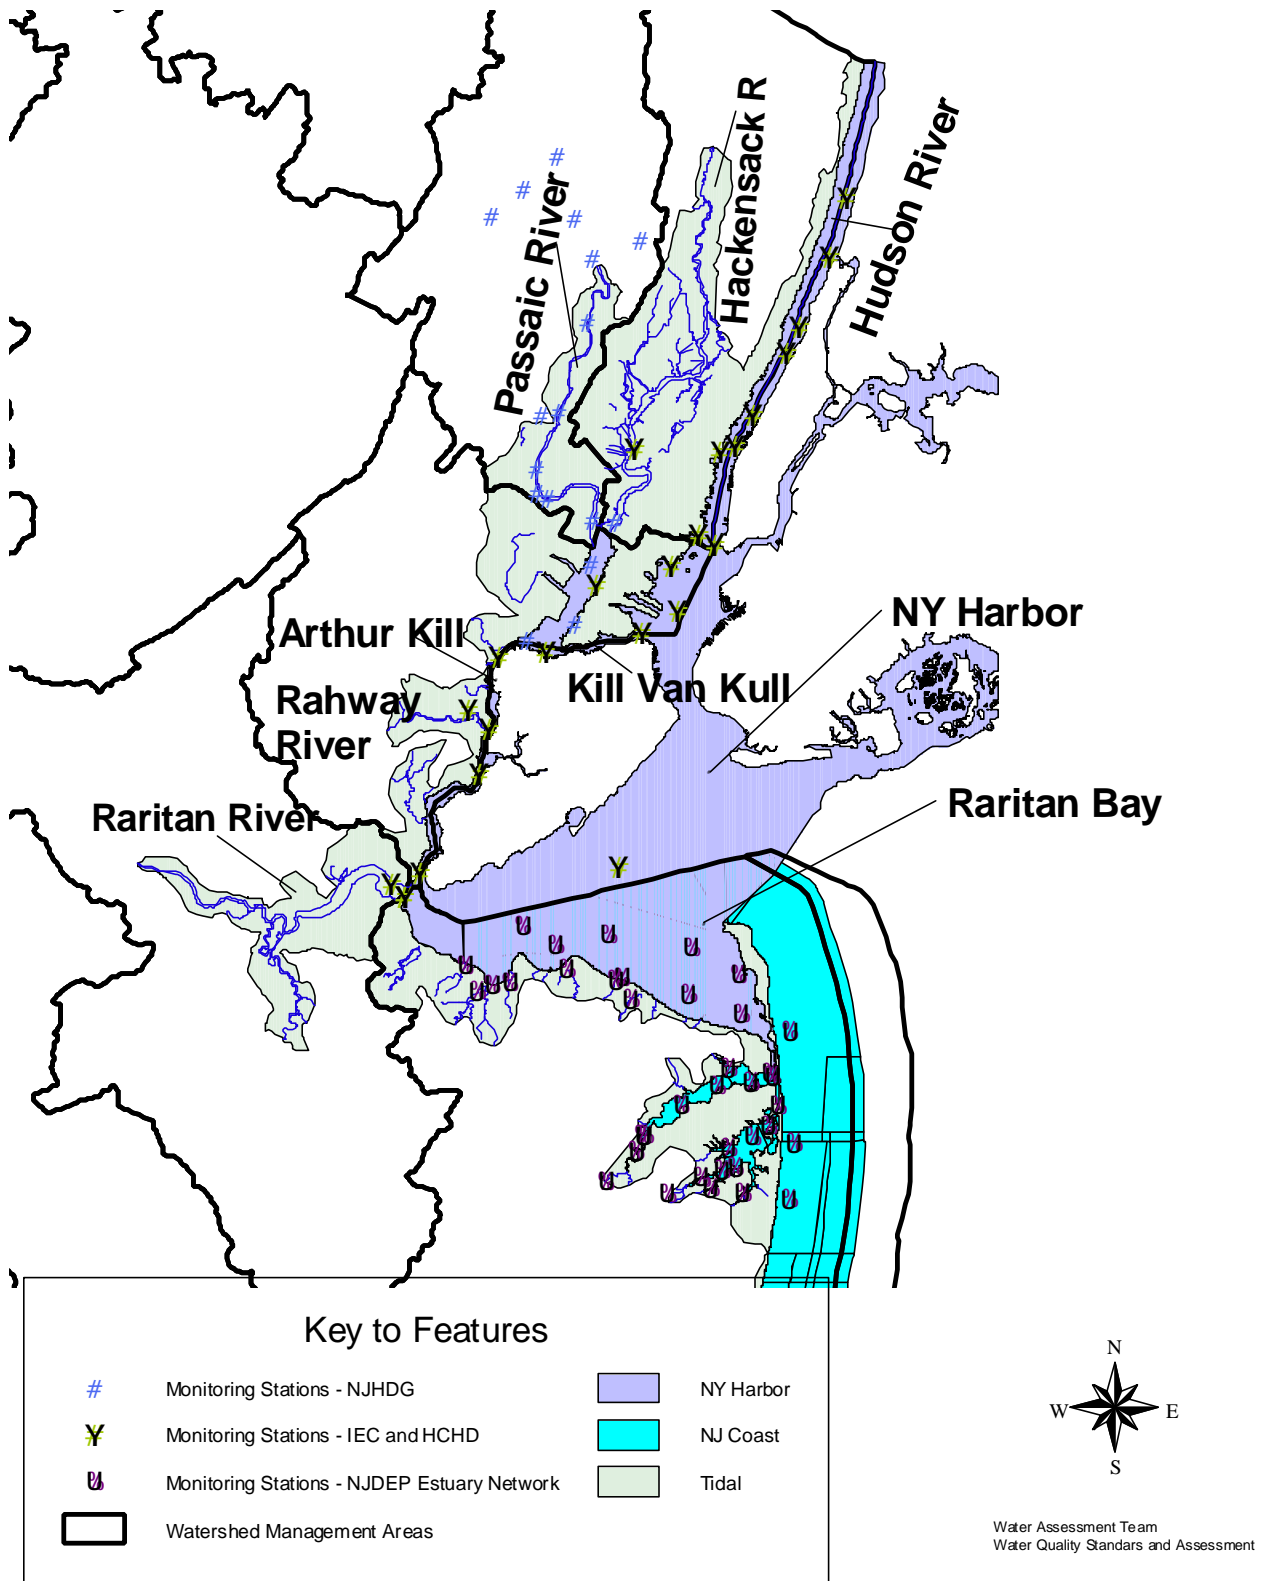 Hackensack R
Hudson River
Passaic River
Arthur Kill
NY Harbor
Rahway
River
Kill Van Kull
Raritan River
Raritan Bay
Key to Features
# Monitoring Stations - NJHDG
NY Harbor
Monitoring Stations - IEC and HCHD
NJ Coast
Monitoring Stations - NJDEP Estuary Network
Tidal
Watershed Management Areas
N
W E
S
Water Assessment Team
Water Quality Standars and Assessment